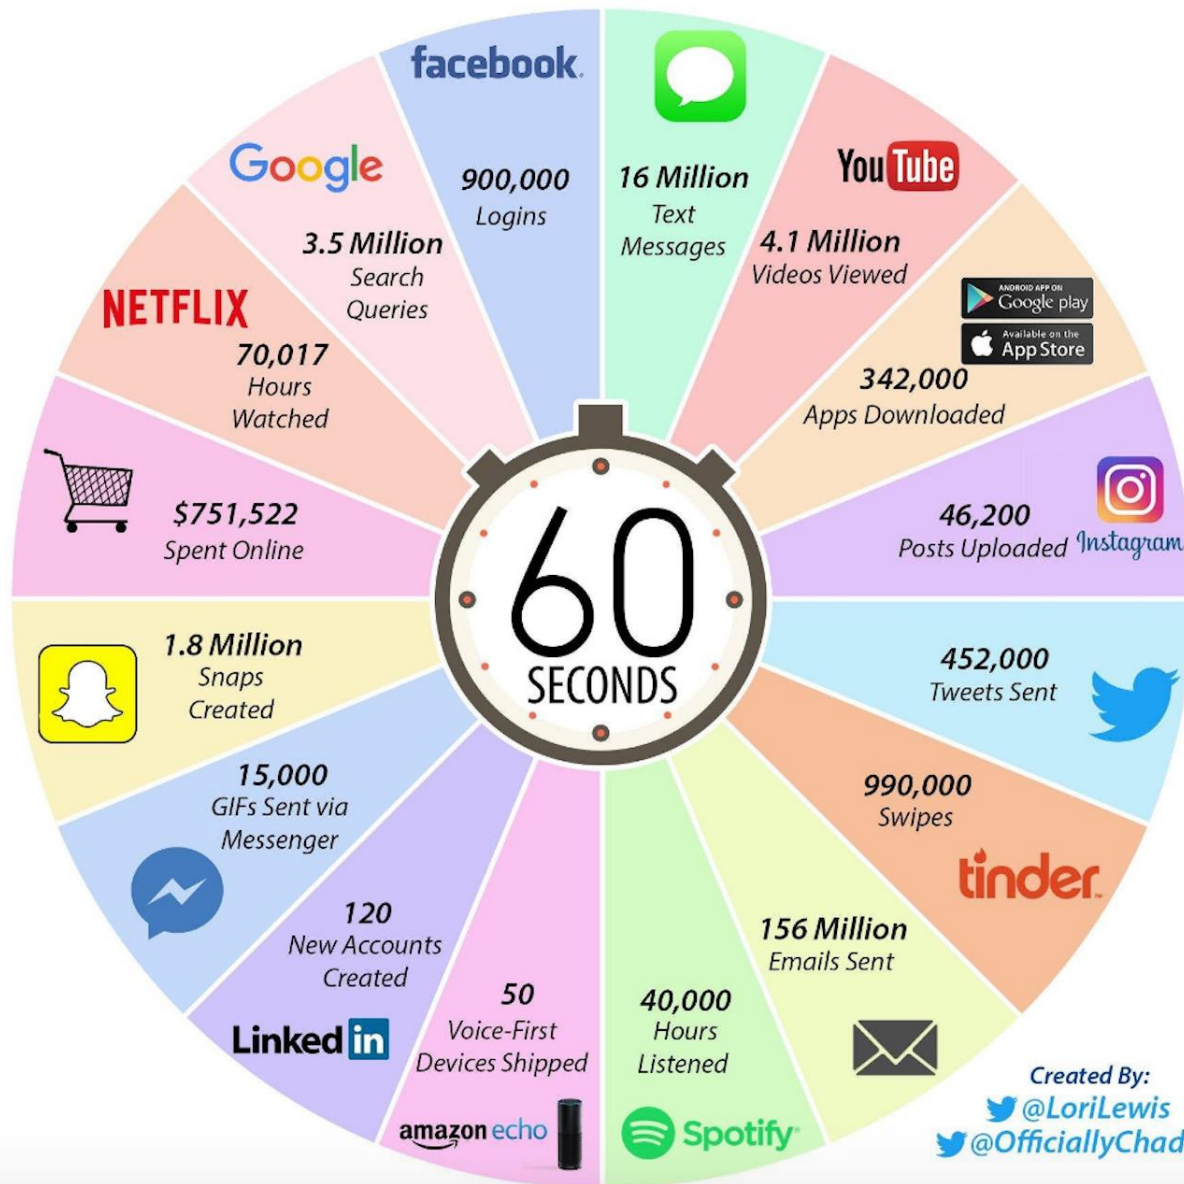 facebook
900,000
Logins
16 Million
Text
Messages
You Tube
4.1 Million
Videos Viewed
ANDROID APP ON
Google play
Available on the
App Store
342,000
Apps Downloaded
46,200
Posts Uploaded
Instagram
452,000
Tweets Sent
990,000
Swipes
tinder
156 Million
Emails Sent
40,000
Hours
Listened
Spotify
50
Voice-First
Devices Shipped
amazon echo
120
New Accounts
Created
Linked in
15,000
GIFs Sent via
Messenger
1.8 Million
Snaps
Created
$751,522
Spent Online
NETFLIX
70,017
Hours
Watched
Google
3.5 Million
Search
Queries
60
SECONDS
Created By:
@LoriLewis
@OfficiallyChad